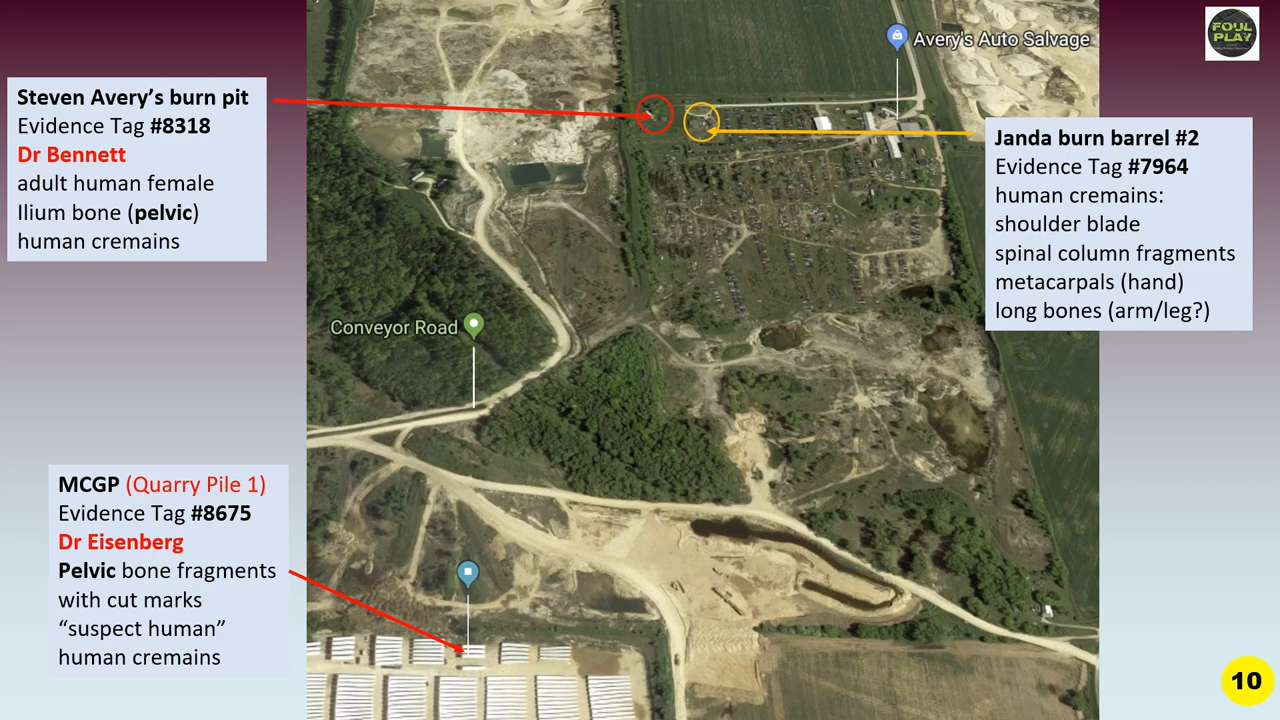 FOUL
PLAY
Avery's Auto Salvage
Steven Avery’s burn pit
Evidence Tag #8318
Dr Bennett
adult human female
Ilium bone (pelvic)
human cremains
Janda burn barrel #2
Evidence Tag #7964
human cremains:
shoulder blade
spinal column fragments
metacarpals (hand)
long bones (arm/leg?)
Conveyor Road
MCGP (Quarry Pile 1)
Evidence Tag #8675
Dr Eisenberg
Pelvic bone fragments
with cut marks
“suspect human”
human cremains
10